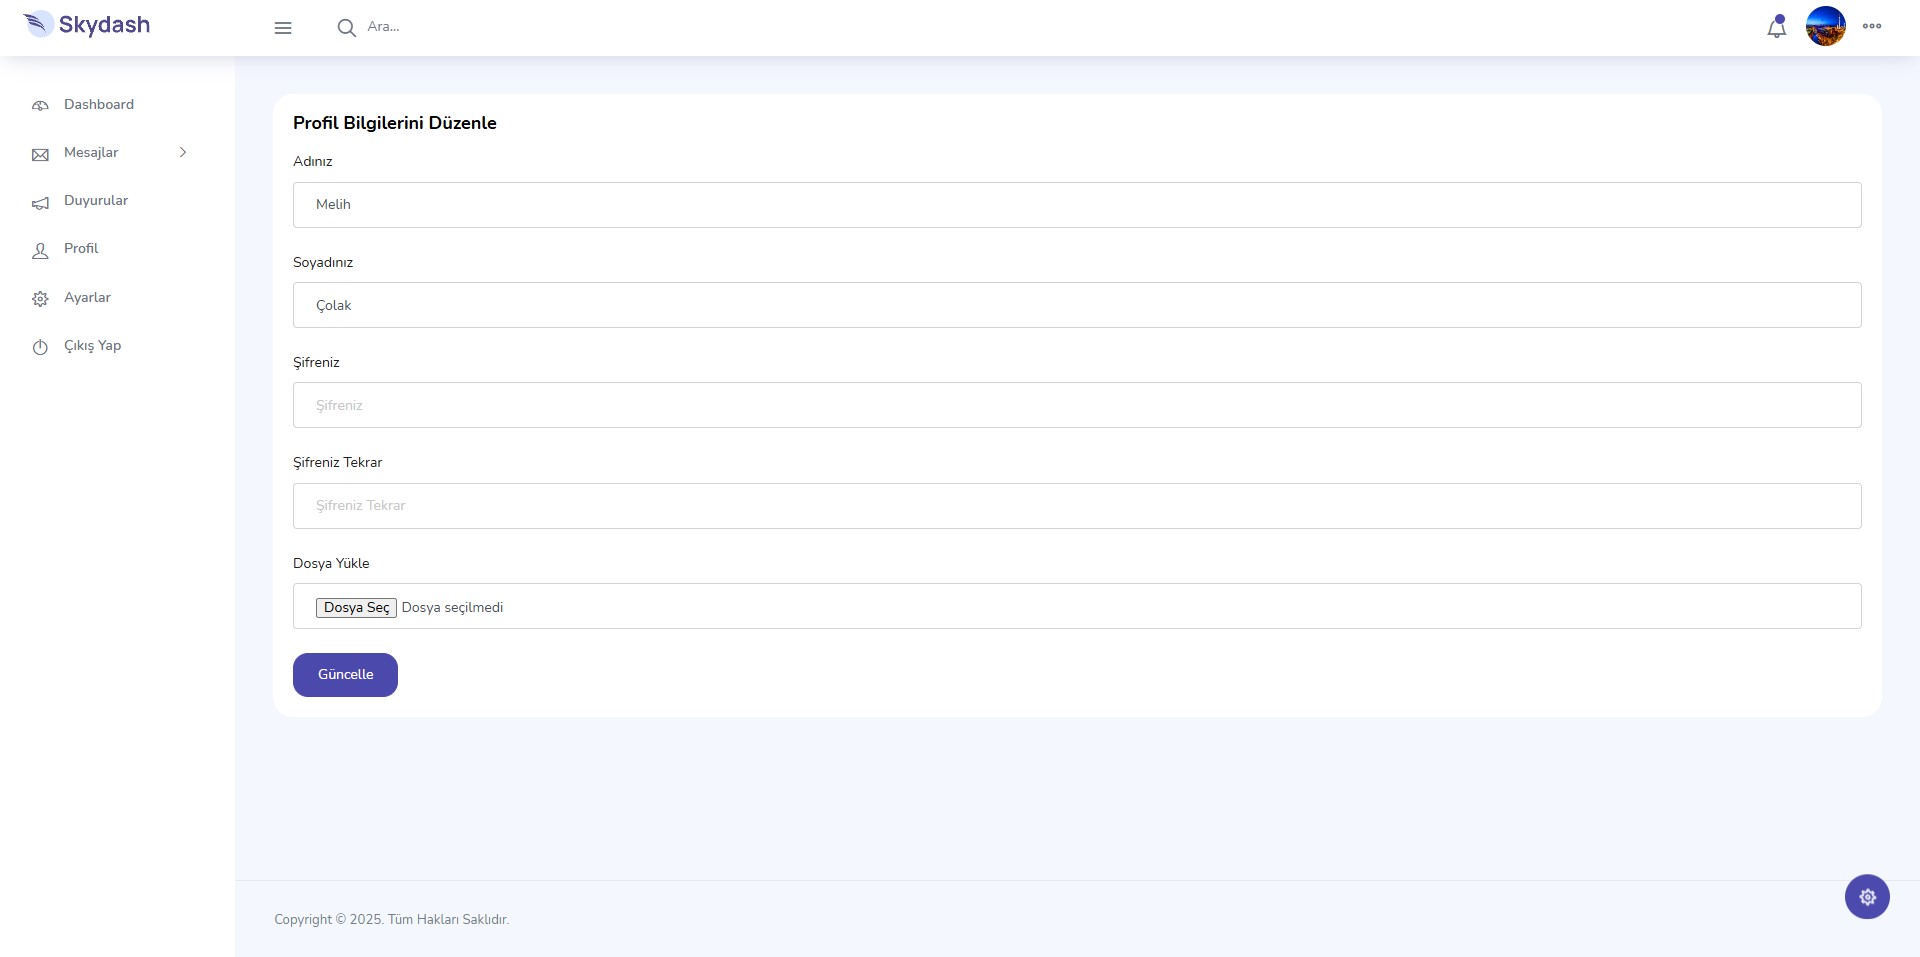 Skydash
Ara...
Dashboard
Mesajlar
Duyurular
Profil
Ayarlar
Çıkış Yap
Profil Bilgilerini Düzenle
Adınız
Melih
Soyadınız
Çolak
Şifreniz
Şifreniz
Şifreniz Tekrar
Şifreniz Tekrar
Dosya Yükle
Dosya Seç Dosya seçilmedi
Güncelle
Copyright © 2025. Tüm Hakları Saklıdır.